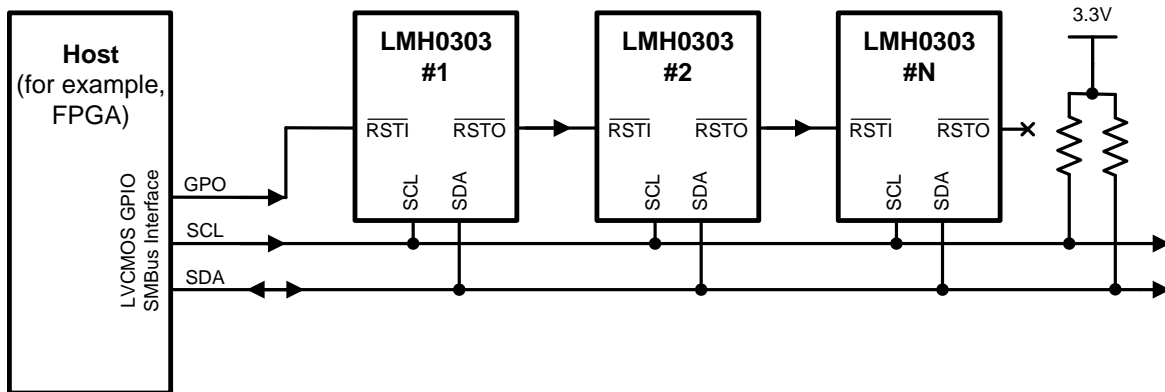 Host
(for example,
FPGA)
LVCMOS GPIO
SMBus Interface
GPO
SCL
SDA
LMH0303
#1
RSTI
RSTO
SCL
SDA
LMH0303
#2
RSTI
RSTO
SCL
SDA
LMH0303
#N
RSTI
RSTO
SCL
SDA
3.3V